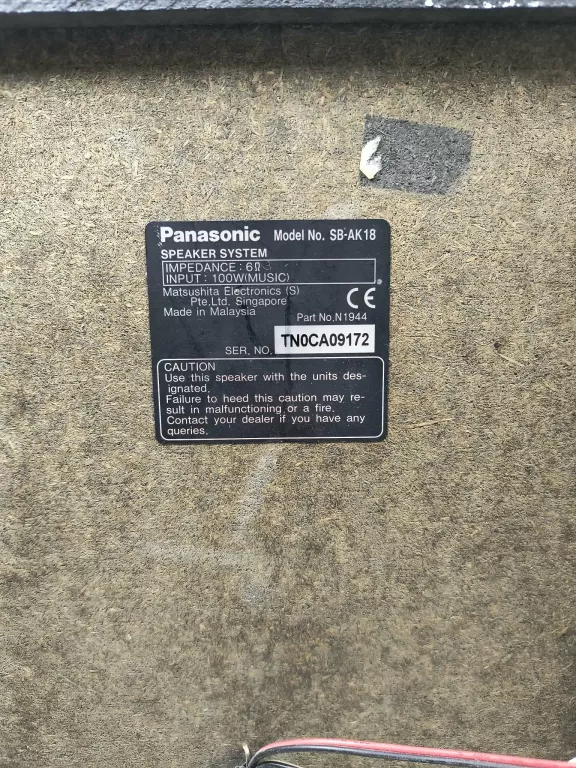 Panasonic Model No. SB-AK18
SPEAKER SYSTEM
IMPEDANCE : 6Ω
INPUT : 100W(MUSIC)
Matsushita Electronics (S)
Pte.Ltd. Singapore
Made in Malaysia
CE
Part No.N1944
SER. NO. TN0CA09172
CAUTION
Use this speaker with the units des-
ignated.
Failure to heed this caution may re-
sult in malfunctioning or a fire.
Contact your dealer if you have any
queries.